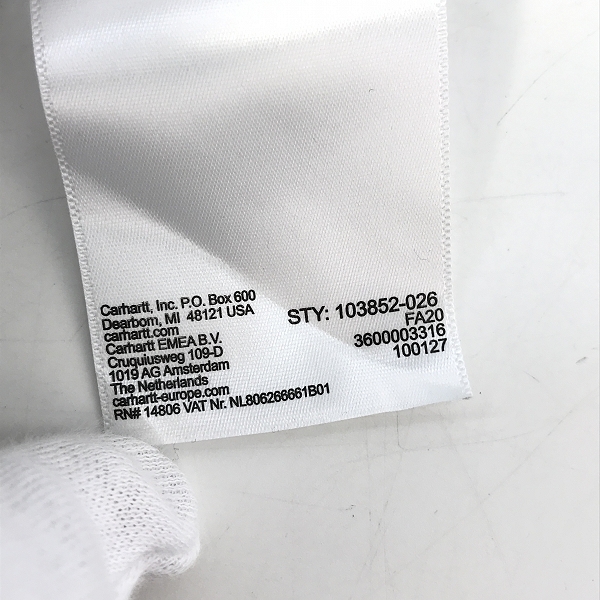 Carhartt, Inc. P.O. Box 600
Dearborn, MI 48121 USA
carhartt.com
Carhartt EMEA B.V.
Cruquiusweg 109-D
1019 AG Amsterdam
The Netherlands
carhartt-europe.com
RN# 14806 VAT Nr. NL806266661B01
STY: 103852-026
FA20
3600003316
100127